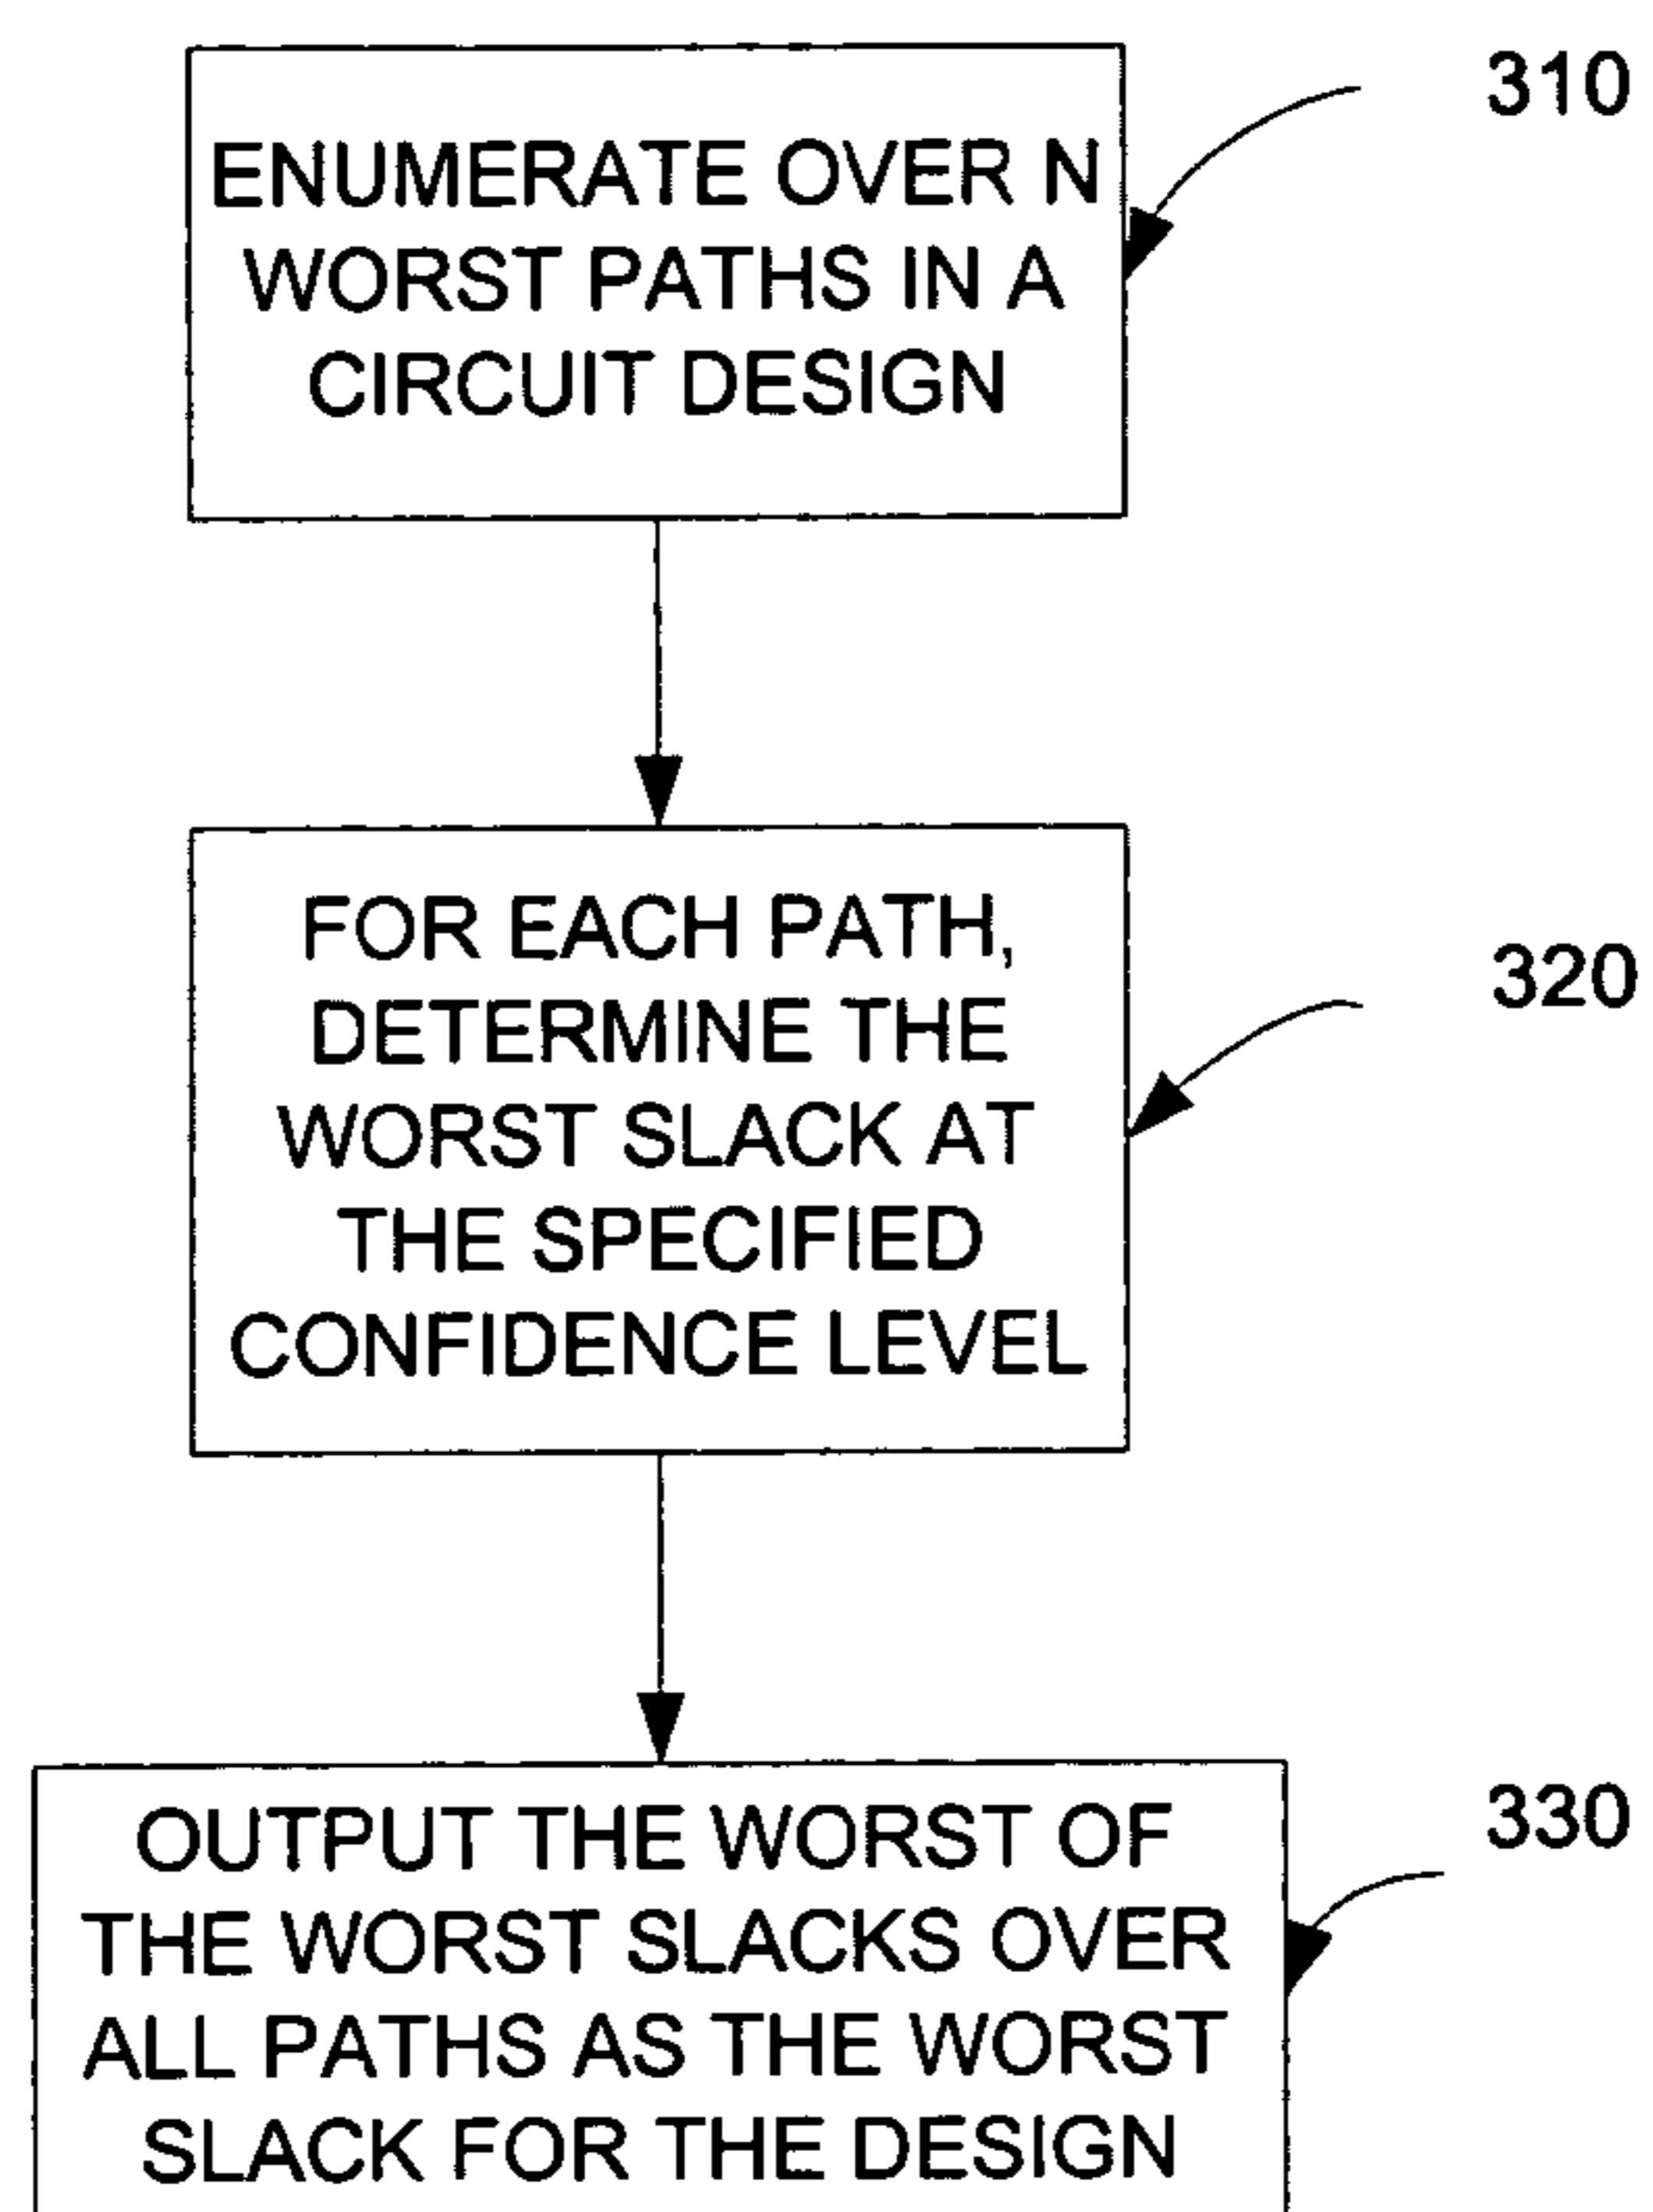 310
ENUMERATE OVER N
WORST PATHS IN A
CIRCUIT DESIGN
320
FOR EACH PATH,
DETERMINE THE
WORST SLACK AT
THE SPECIFIED
CONFIDENCE LEVEL
330
OUTPUT THE WORST OF
THE WORST SLACKS OVER
ALL PATHS AS THE WORST
SLACK FOR THE DESIGN